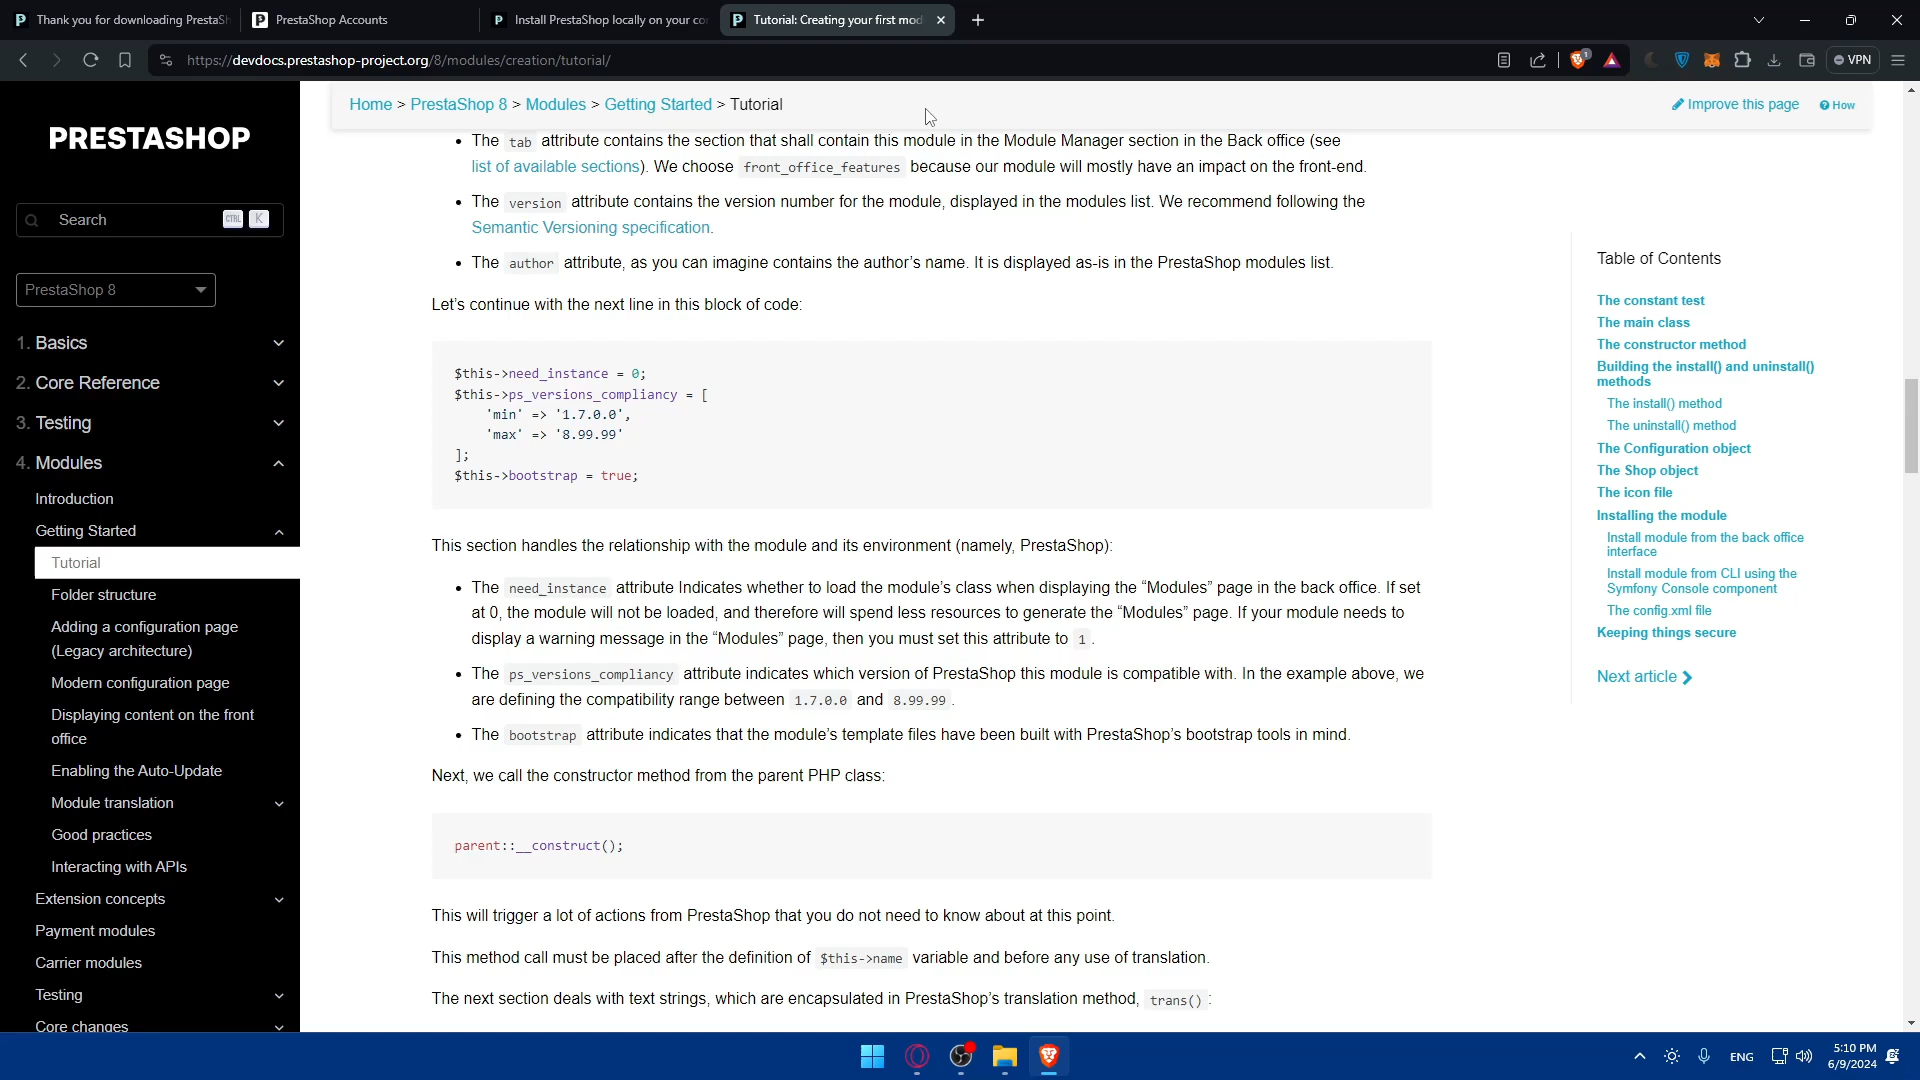 Thank you for downloading PrestaSh
PrestaShop Accounts
Install PrestaShop locally on your co
Tutorial: Creating your first mod
https://devdocs.prestashop-project.org/8/modules/creation/tutorial/
1
VPN
PRESTASHOP
Search
CTRL K
PrestaShop 8
1. Basics
2. Core Reference
3. Testing
4. Modules
Introduction
Getting Started
Tutorial
Folder structure
Adding a configuration page
(Legacy architecture)
Modern configuration page
Displaying content on the front
office
Enabling the Auto-Update
Module translation
Good practices
Interacting with APIs
Extension concepts
Payment modules
Carrier modules
Testing
Core changes
Home > PrestaShop 8 > Modules > Getting Started > Tutorial
Improve this page
How
• The tab attribute contains the section that shall contain this module in the Module Manager section in the Back office (see
list of available sections). We choose front_office_features because our module will mostly have an impact on the front-end.
• The version attribute contains the version number for the module, displayed in the modules list. We recommend following the
Semantic Versioning specification.
• The author attribute, as you can imagine contains the author's name. It is displayed as-is in the PrestaShop modules list.
Let's continue with the next line in this block of code:
$this->need_instance = 0;
$this->ps_versions_compliancy = [
'min' => '1.7.0.0',
'max' => '8.99.99'
];
$this->bootstrap = true;
This section handles the relationship with the module and its environment (namely, PrestaShop):
• The need_instance attribute Indicates whether to load the module's class when displaying the “Modules” page in the back office. If set
at 0, the module will not be loaded, and therefore will spend less resources to generate the “Modules” page. If your module needs to
display a warning message in the “Modules” page, then you must set this attribute to 1.
• The ps_versions_compliancy attribute indicates which version of PrestaShop this module is compatible with. In the example above, we
are defining the compatibility range between 1.7.0.0 and 8.99.99.
• The bootstrap attribute indicates that the module's template files have been built with PrestaShop's bootstrap tools in mind.
Next, we call the constructor method from the parent PHP class:
parent::__construct();
This will trigger a lot of actions from PrestaShop that you do not need to know about at this point.
This method call must be placed after the definition of $this->name variable and before any use of translation.
The next section deals with text strings, which are encapsulated in PrestaShop's translation method, trans():
Table of Contents
The constant test
The main class
The constructor method
Building the install() and uninstall()
methods
The install() method
The uninstall() method
The Configuration object
The Shop object
The icon file
Installing the module
Install module from the back office
interface
Install module from CLI using the
Symfony Console component
The config.xml file
Keeping things secure
Next article
ENG
5:10 PM
6/9/2024